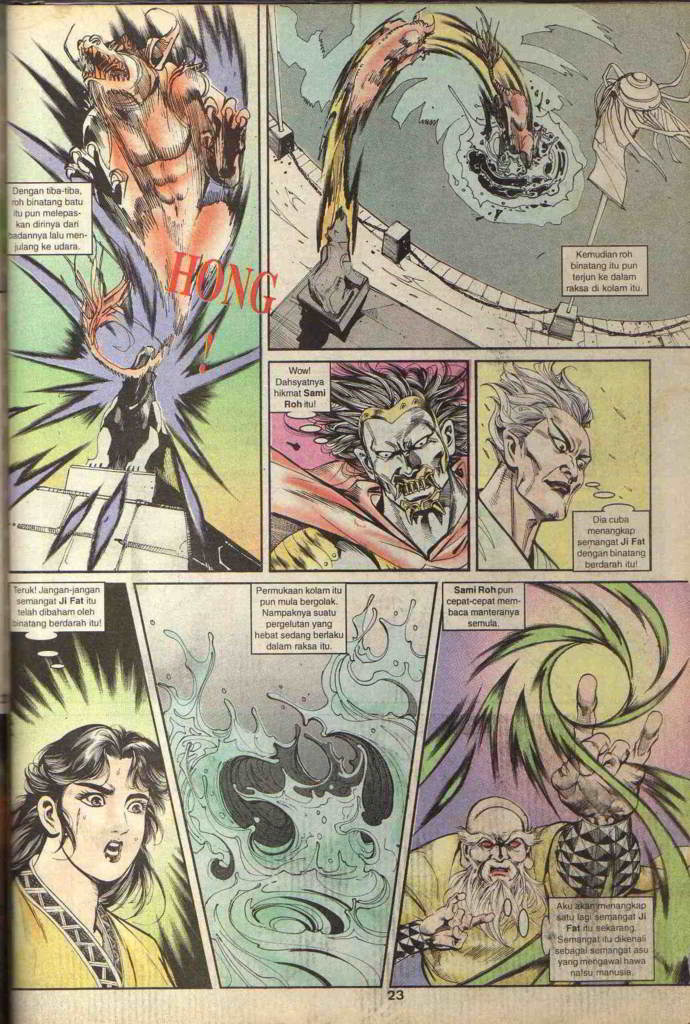 Dengan tiba-tiba,
roh binatang batu
itu pun melepas-
kan dirinya dari
badannya lalu men-
julang ke udara.
HONG
!
Kemudian roh
binatang itu pun
terjun ke dalam
raksa di kolam itu.
Wow!
Dahsyatnya
hikmat Sami
Roh itu!
Dia cuba
menangkap
semangat Ji Fat
dengan binatang
berdarah itu!
Teruk! Jangan-jangan
semangat Ji Fat itu
telah dibaham oleh
binatang berdarah itu!
Permukaan kolam itu
pun mula bergolak.
Nampaknya suatu
pergelutan yang
hebat sedang berlaku
dalam raksa itu.
Sami Roh pun
cepat-cepat mem-
baca manteranya
semula.
Aku akan menangkap
satu lagi semangat Ji
Fat itu sekarang.
Semangat itu dikenali
sebagai semangat asu
yang mengawal hawa
nafsu manusia.
23